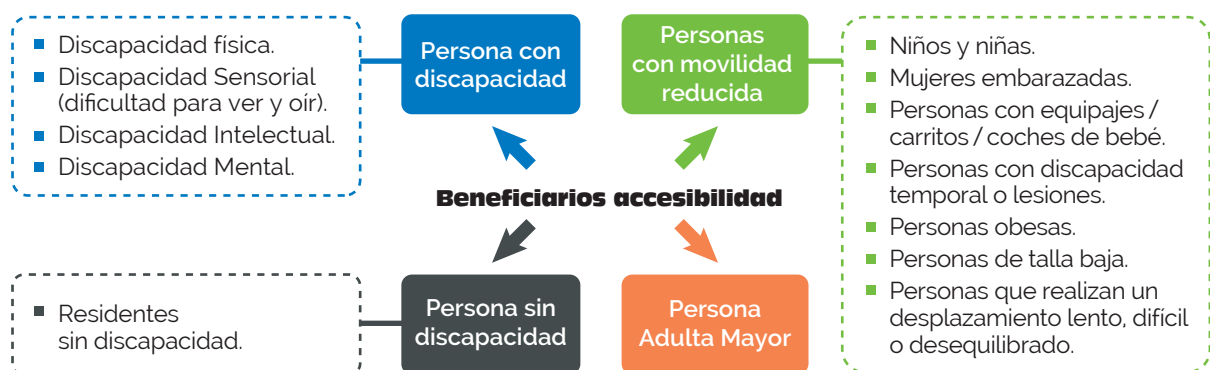 Discapacidad física.
Discapacidad Sensorial
(dificultad para ver y oír).
Discapacidad Intelectual.
Discapacidad Mental.
Persona con
discapacidad
Personas
con movilidad
reducida
Niños y niñas.
Mujeres embarazadas.
Personas con equipajes /
carritos / coches de bebé.
Personas con discapacidad
temporal o lesiones.
Personas obesas.
Personas de talla baja.
Personas que realizan un
desplazamiento lento, difícil
o desequilibrado.
Beneficiarios accesibilidad
Residentes
sin discapacidad.
Persona sin
discapacidad
Persona
Adulta Mayor